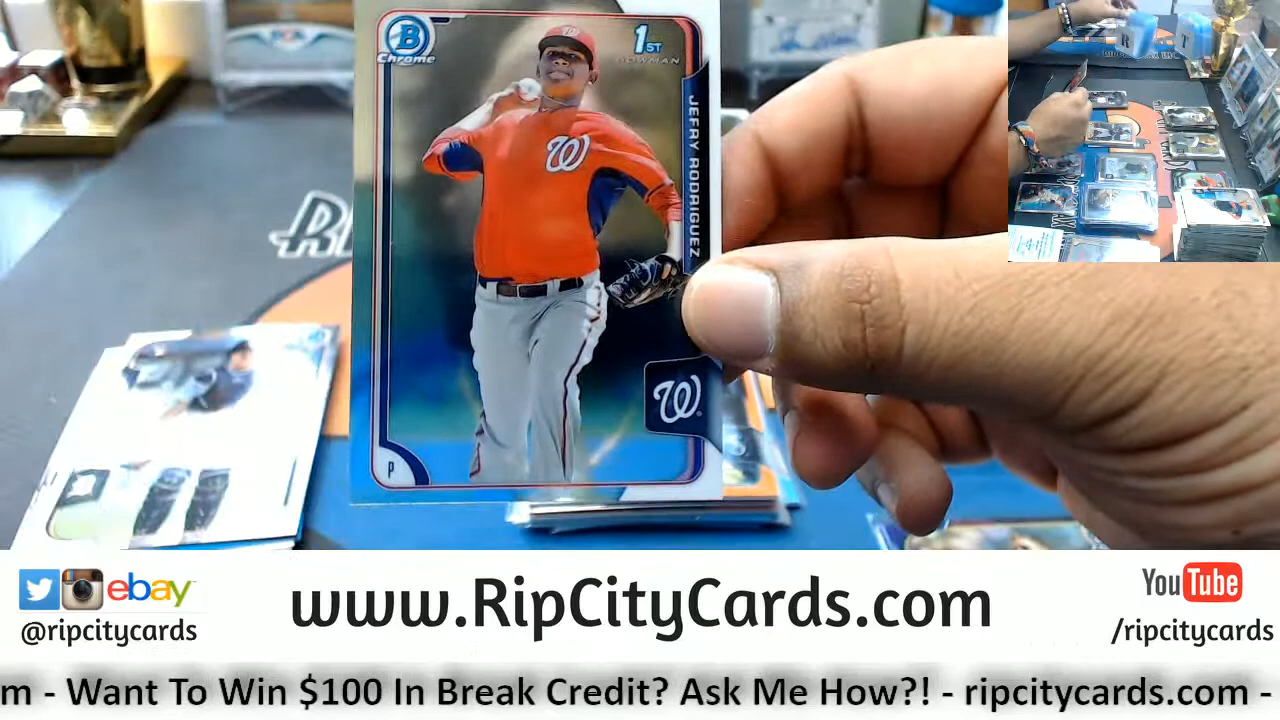 B
Chrome
1ST
BOWMAN
JEFRY RODRIGUEZ
W
W
P
R
T
ebay
@ripcitycards
www.RipCityCards.com
YouTube
/ripcitycards
m - Want To Win $100 In Break Credit? Ask Me How?! - ripcitycards.com -